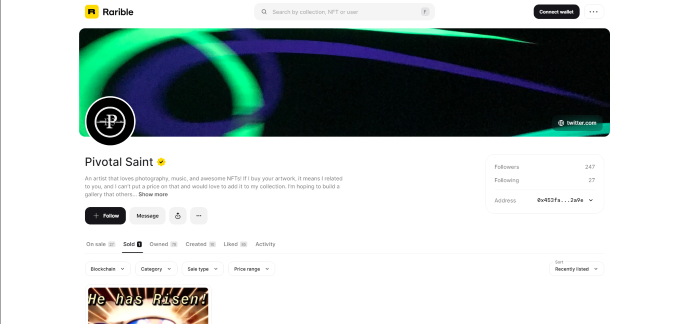 Rarible
Search by collection, NFT or user
Connect wallet
twitter.com
Pivotal Saint
An artist that loves photography, music, and awesome NFTs! If I buy your artwork, it means I related
to you, and I can't put a price on that and would love to add it to my collection. I'm hoping to build a
gallery that others... Show more
Followers 247
Following 27
Address 0x453fa...2a9e
+ Follow
Message
On sale
Sold 1
Owned
Created
Liked
Activity
Blockchain
Category
Sale type
Price range
Sort
Recently listed
He has Risen!